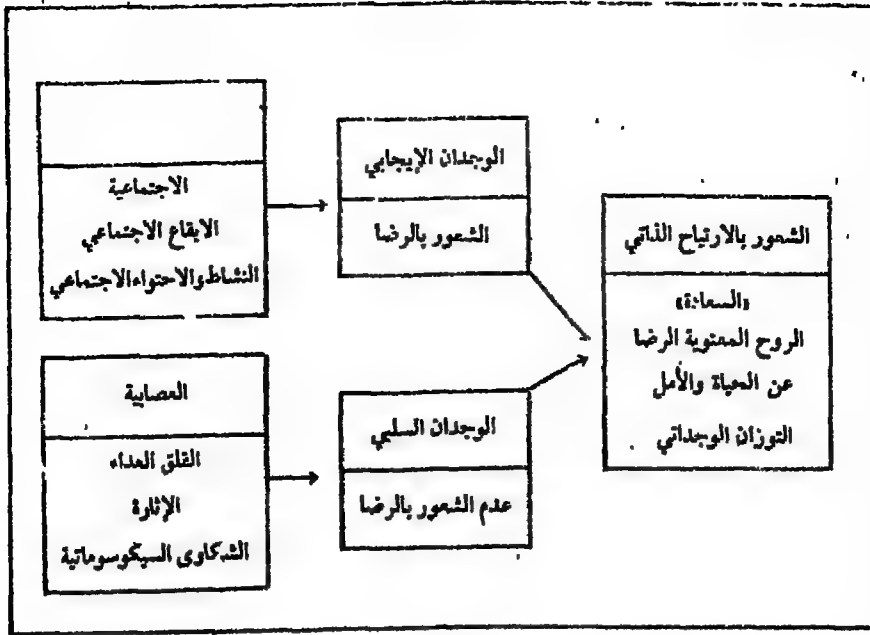 الاجتماعية
الايقاع الاجتماعي
النشاط والاحتواء الاجتماعي
الوجدان الإيجابي
الشعور بالرضا
الشعور بالارتياح الذاتي
«السعادة»
الروح المعنوية الرضا
عن الحياة والأمل
التوزان الوجداني
العصابية
القلق العداء
الإثارة
الشكاوى السيكوسوماتية
الوجدان السلبي
عدم الشعور بالرضا